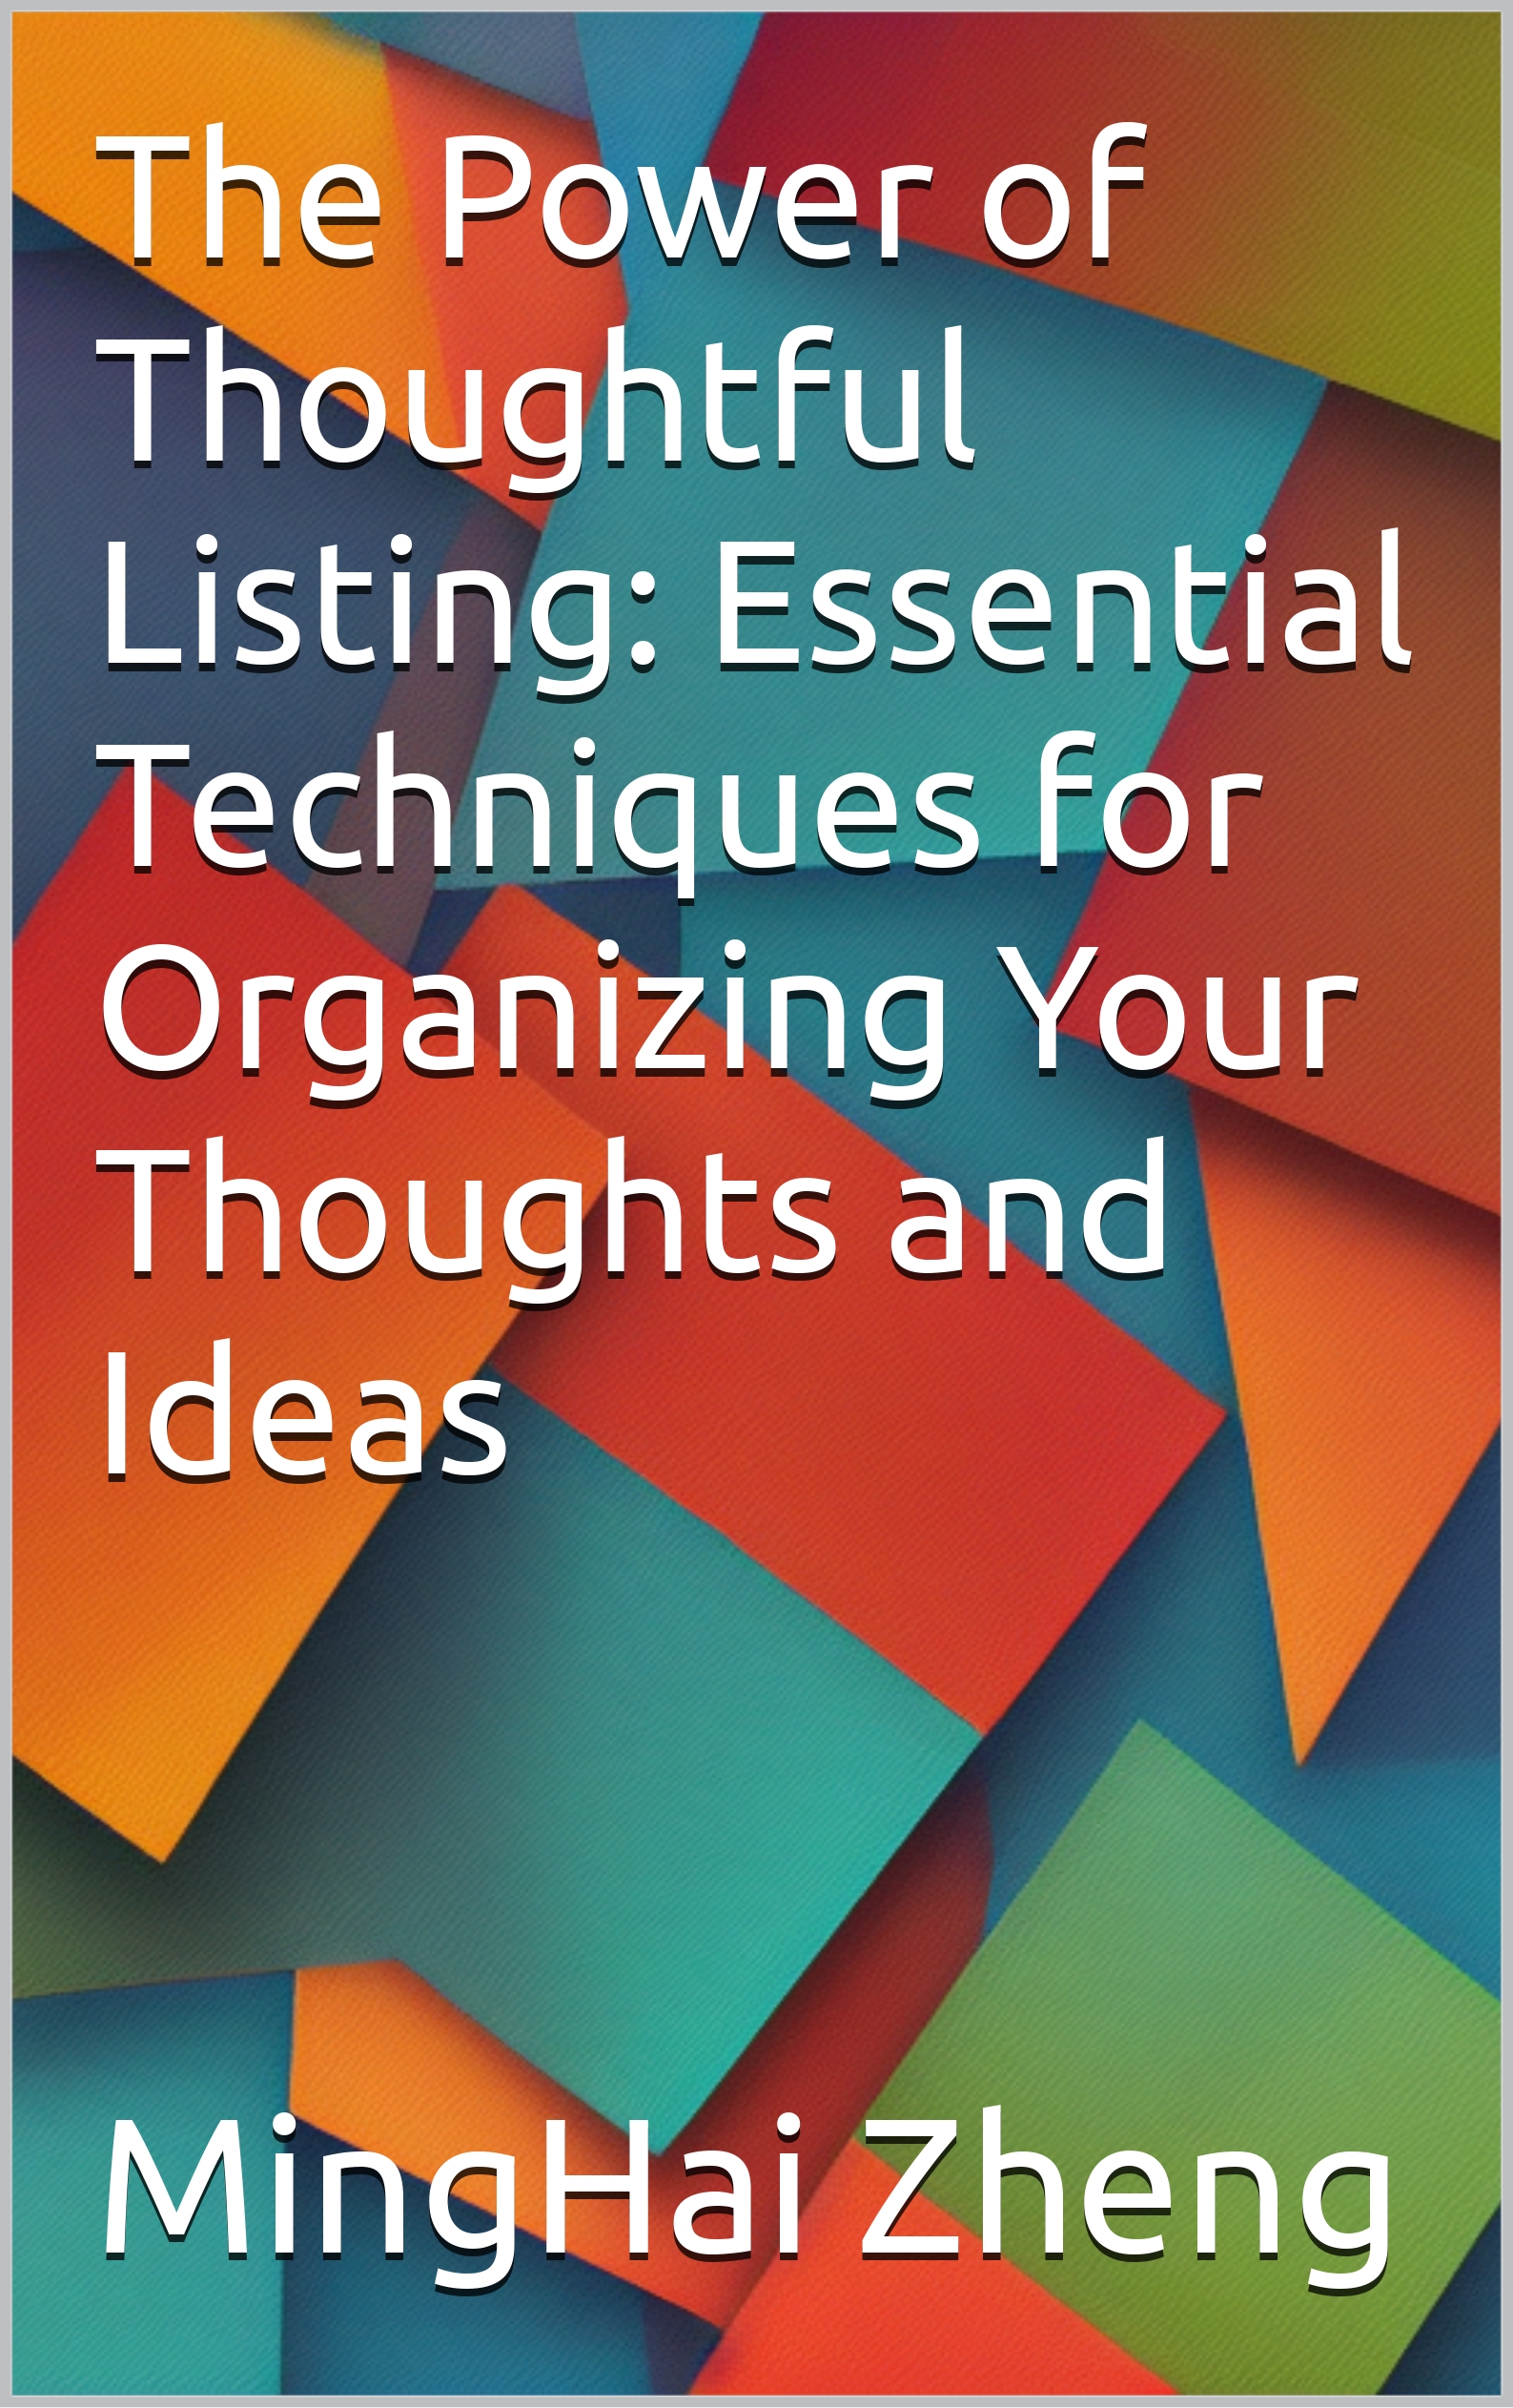 The Power of
Thoughtful
Listing: Essential
Techniques for
Organizing Your
Thoughts and
Ideas
MingHai Zheng